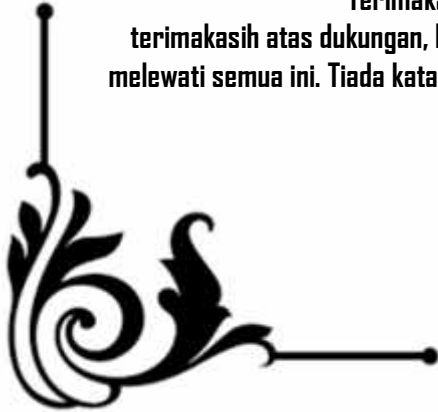 terimakasih atas dukungan,
melewati semua ini. Tiada kata